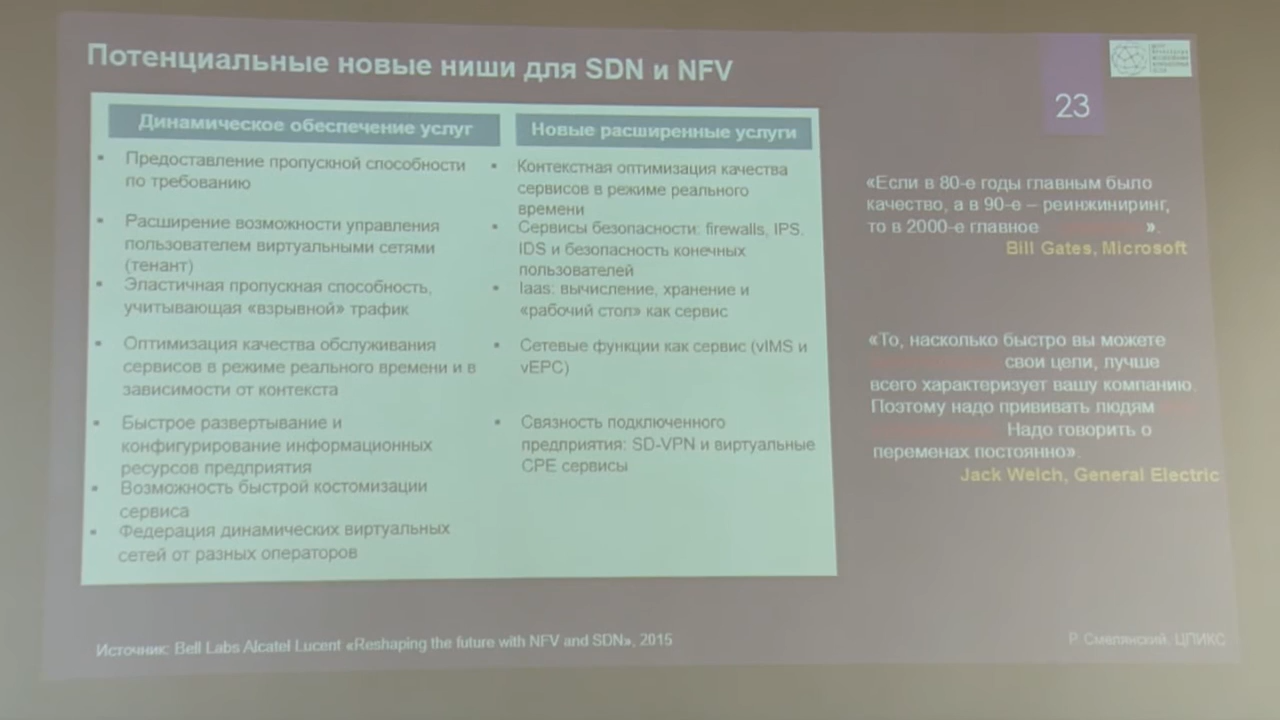 Потенциальные новые ниши для SDN и NFV
23
Динамическое обеспечение услуг
▪ Предоставление пропускной способности
по требованию
▪ Расширение возможности управления
пользователем виртуальными сетями
(тенант)
▪ Эластичная пропускная способность,
учитывающая «взрывной» трафик
▪ Оптимизация качества обслуживания
сервисов в режиме реального времени и в
зависимости от контекста
▪ Быстрое развертывание и
конфигурирование информационных
ресурсов предприятия
▪ Возможность быстрой костомизации
сервиса
▪ Федерация динамических виртуальных
сетей от разных операторов
Новые расширенные услуги
▪ Контекстная оптимизация качества
сервисов в режиме реального
времени
▪ Сервисы безопасности: firewalls, IPS,
IDS и безопасность конечных
пользователей
▪ Iaas: вычисление, хранение и
«рабочий стол» как сервис
▪ Сетевые функции как сервис (vIMS и
vEPC)
▪ Связность подключенного
предприятия: SD-VPN и виртуальные
CPE сервисы
«Если в 80-е годы главным было
качество, а в 90-е – реинжиниринг,
то в 2000-е главное ».
Bill Gates, Microsoft
«То, насколько быстро вы можете
свои цели, лучше
всего характеризует вашу компанию.
Поэтому надо прививать людям
Надо говорить о
переменах постоянно».
Jack Welch, General Electric
Источник: Bell Labs Alcatel Lucent «Reshaping the future with NFV and SDN», 2015
Р. Смелянский, ЦПИКС